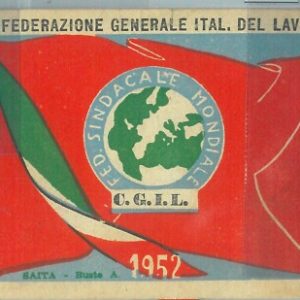 FEDERAZIONE GENERALE ITAL. DEL LAV
FED. SINDACALE MONDIALE
C.G.I.L.
SAITA - Busto A.
1952